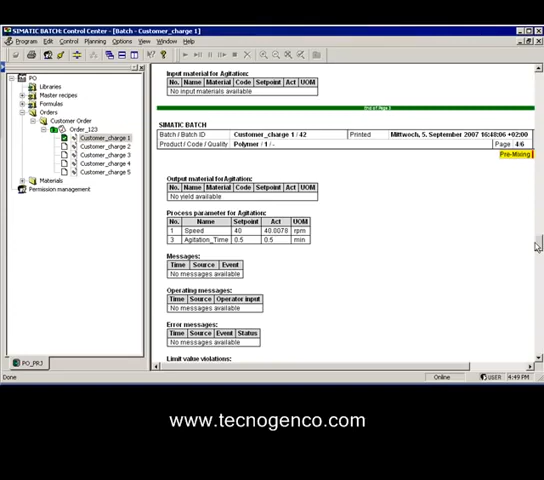 SIMATIC BATCH: Control Center - [Batch - Customer_charge 1]
Program Edit Control Planning Options View Window Help
PO
Libraries
Master recipes
Formulas
Orders
Customer Order
Order_123
Customer_charge 1
Customer_charge 2
Customer_charge 3
Customer_charge 4
Customer_charge 5
Materials
Permission management
PO_PRJ
Input material for Agitation:
No. Name Material Code Setpoint Act UOM
No input materials available
SIMATIC BATCH
Batch / Batch ID Customer_charge 1 / 42 Printed Mittwoch, 5. September 2007 16:48:06 +02:00
Product / Code / Quality Polymer / 1 / - Page 4/6
Pre-Mixing
Output material for Agitation:
No. Name Material Code Setpoint Act UOM
No yield available
Process parameter for Agitation:
No. Name Setpoint Act UOM
1 Speed 40 40.0078 rpm
3 Agitation_Time 0.5 0.5 min
Messages:
Time Source Event
No messages available
Operating messages:
Time Source Operator input
No messages available
Error messages:
Time Source Event Status
No messages available
Limit value violations:
Done Online USER 4:49 PM
www.tecnogenco.com